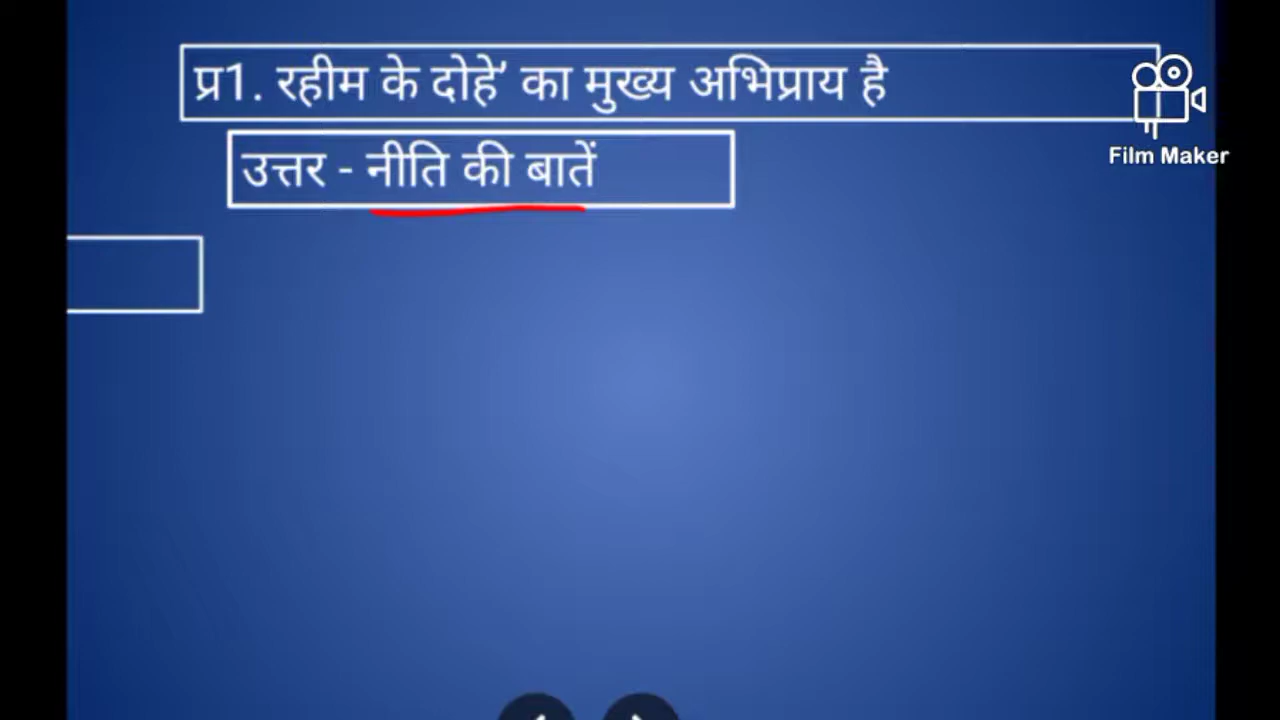 प्र1. रहीम के दोहे’ का मुख्य अभिप्राय है
उत्तर - नीति की बातें
Film Maker